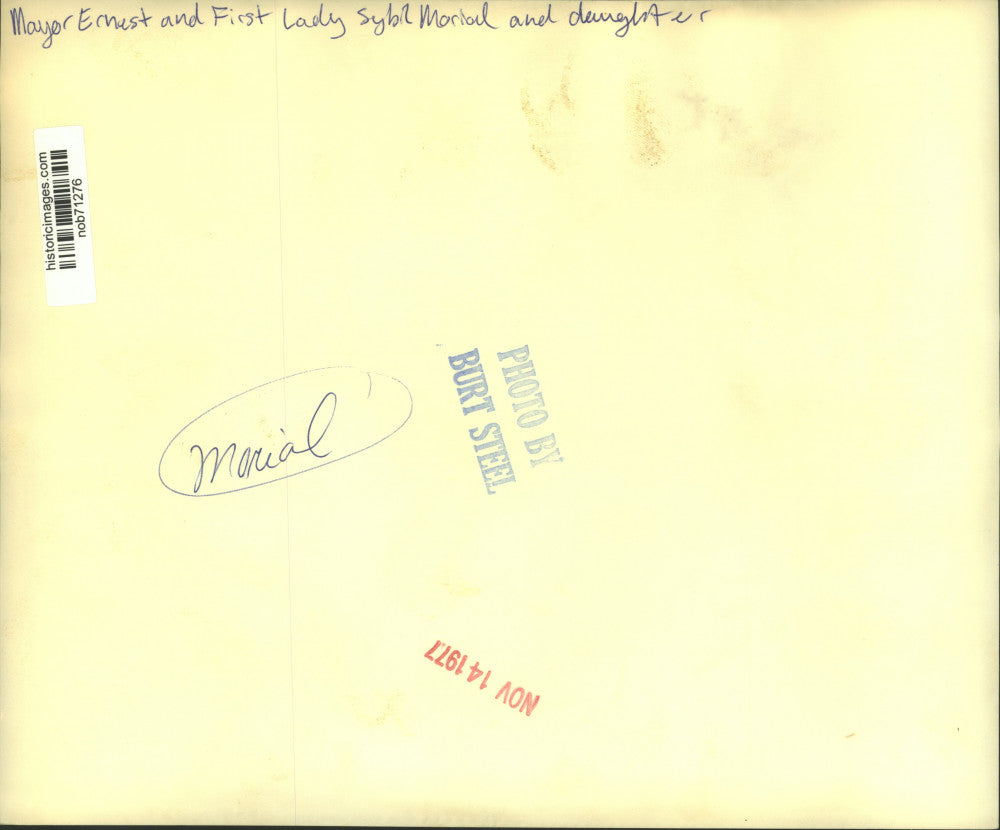 Mayor Ernest and First Lady Sybil Morial and daughter
historicimages.com
nob71276
Morial
PHOTO BY
BURT STEEL
NOV 14 1977